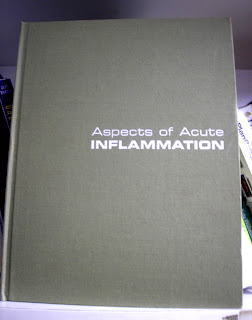 Aspects of Acute
INFLAMMATION